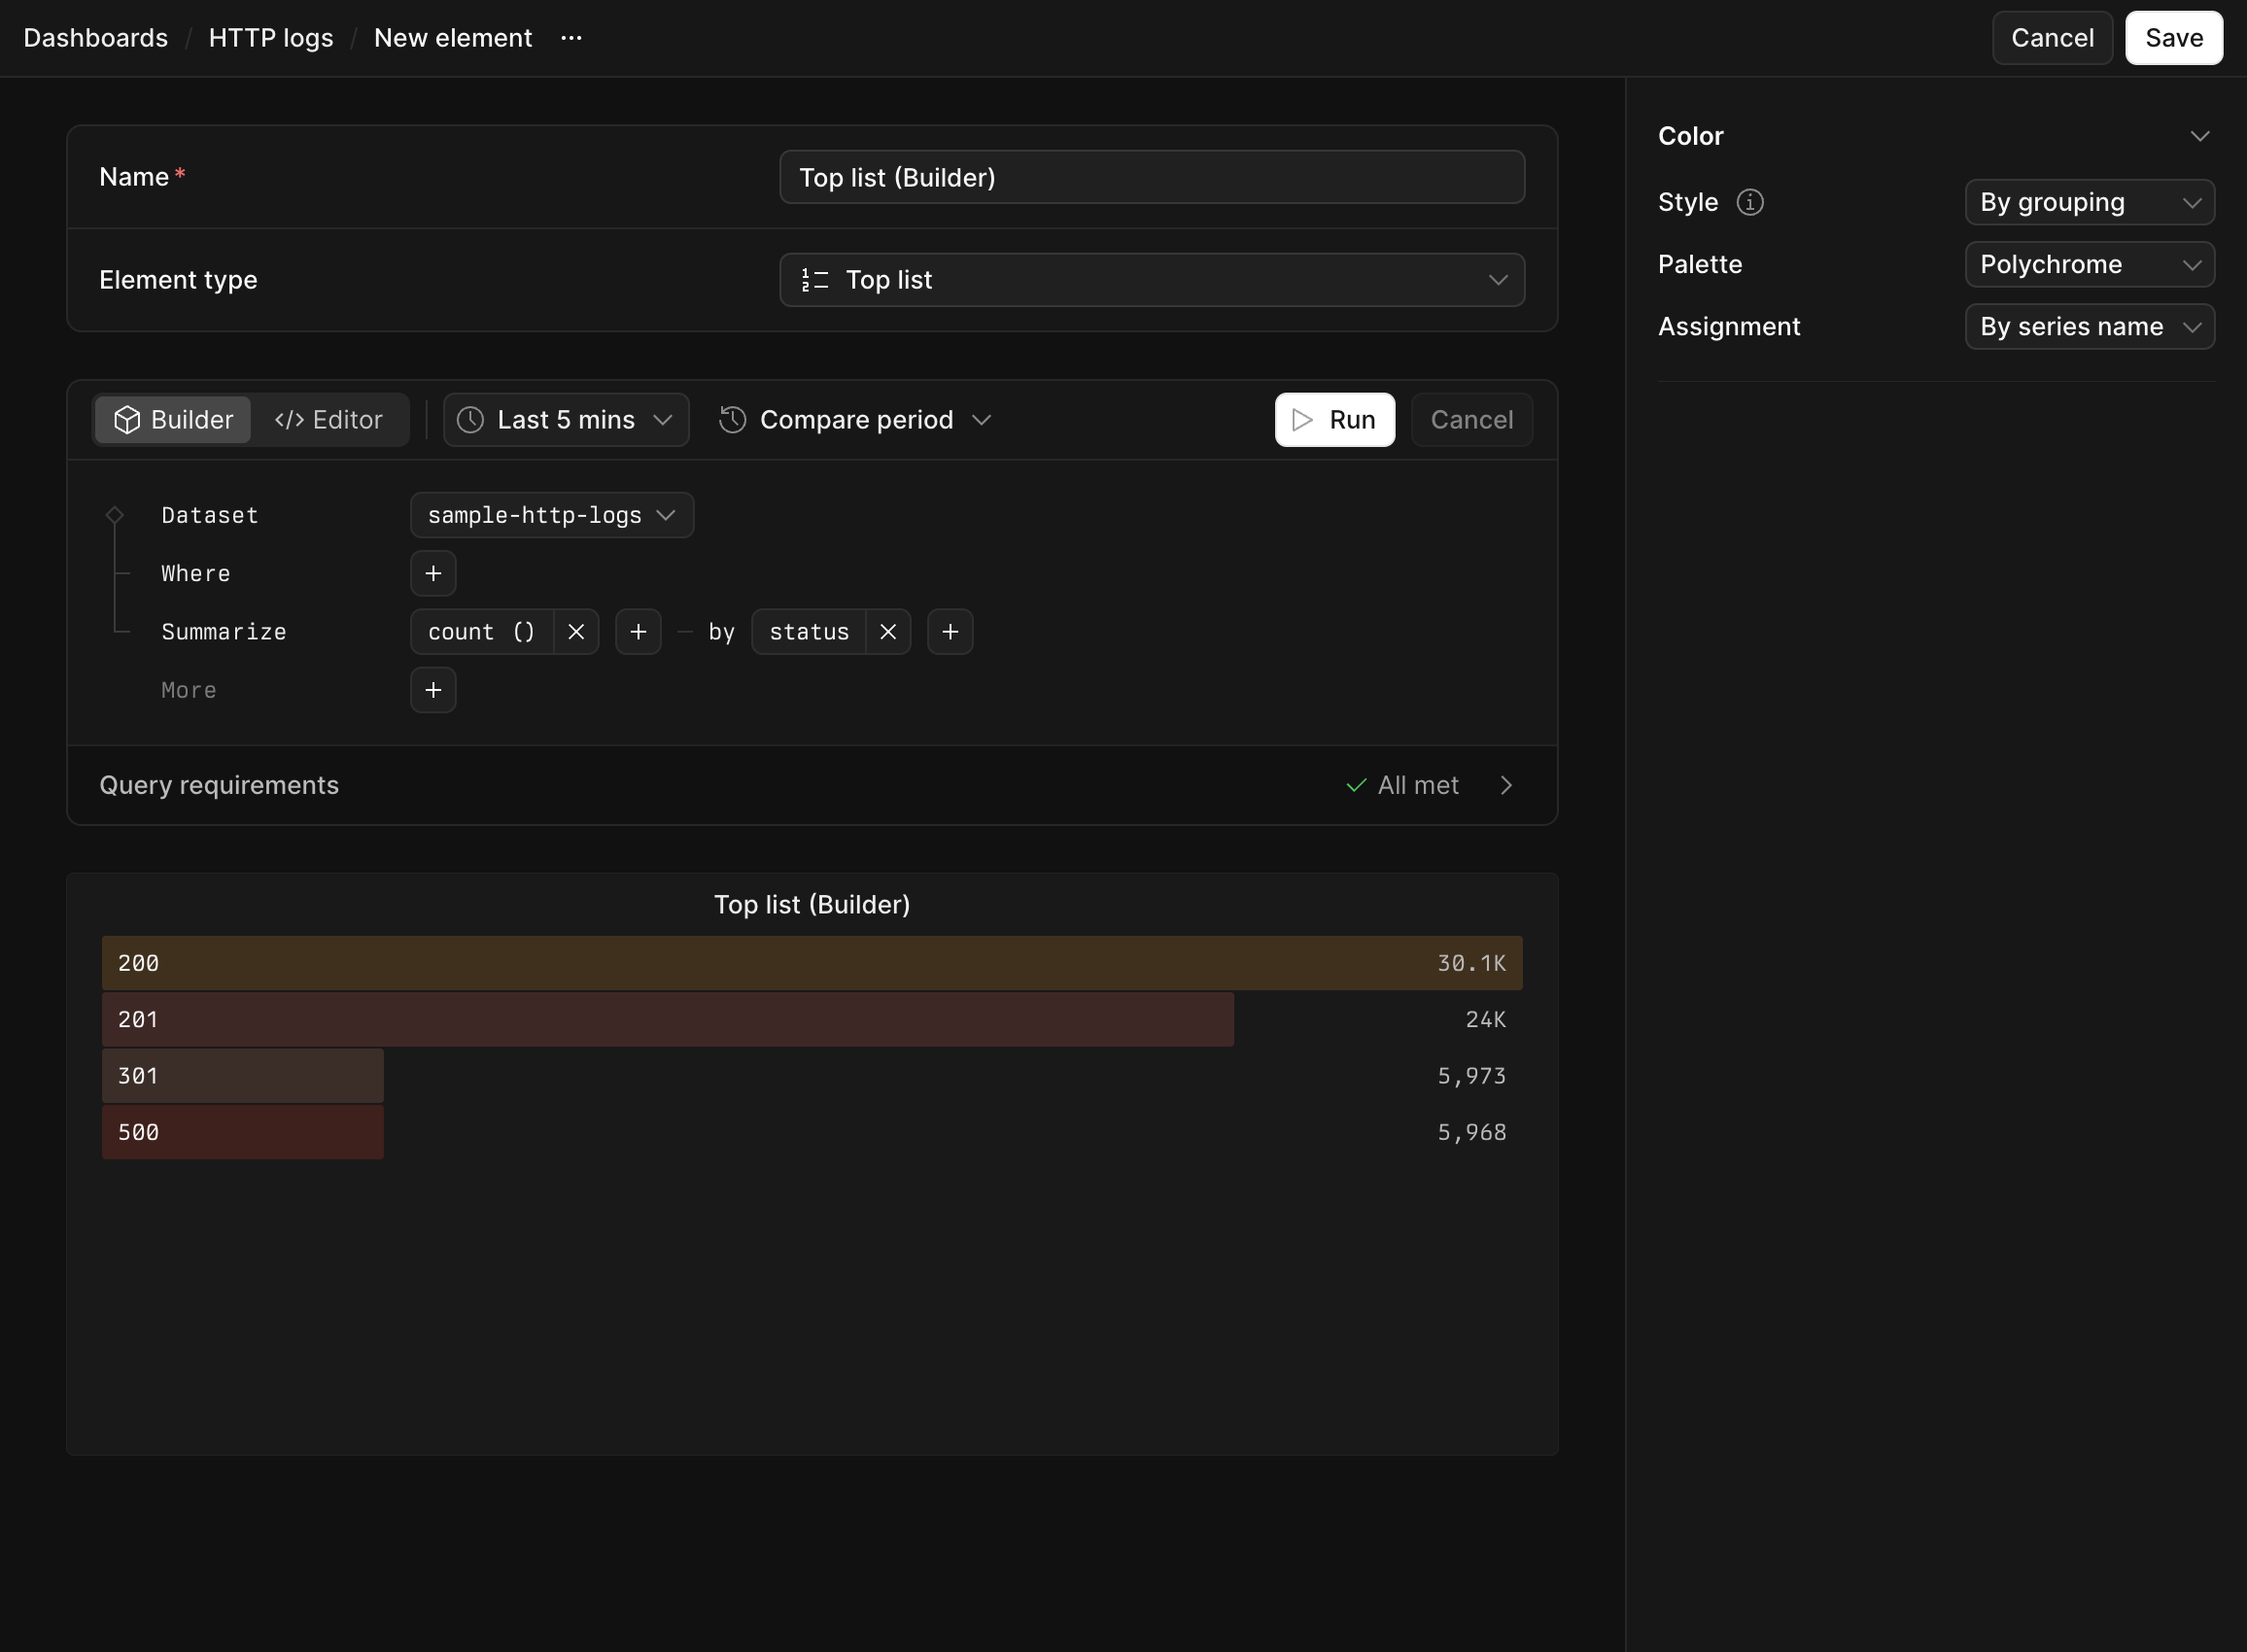 Dashboards / HTTP logs / New element ... Cancel Save
Name* Top list (Builder)
Element type Top list
Color
Style By grouping
Palette Polychrome
Assignment By series name
Builder </> Editor Last 5 mins Compare period Run Cancel
Dataset sample-http-logs
Where +
Summarize count () × + — by status × +
More +
Query requirements All met
Top list (Builder)
200 30.1K
201 24K
301 5,973
500 5,968